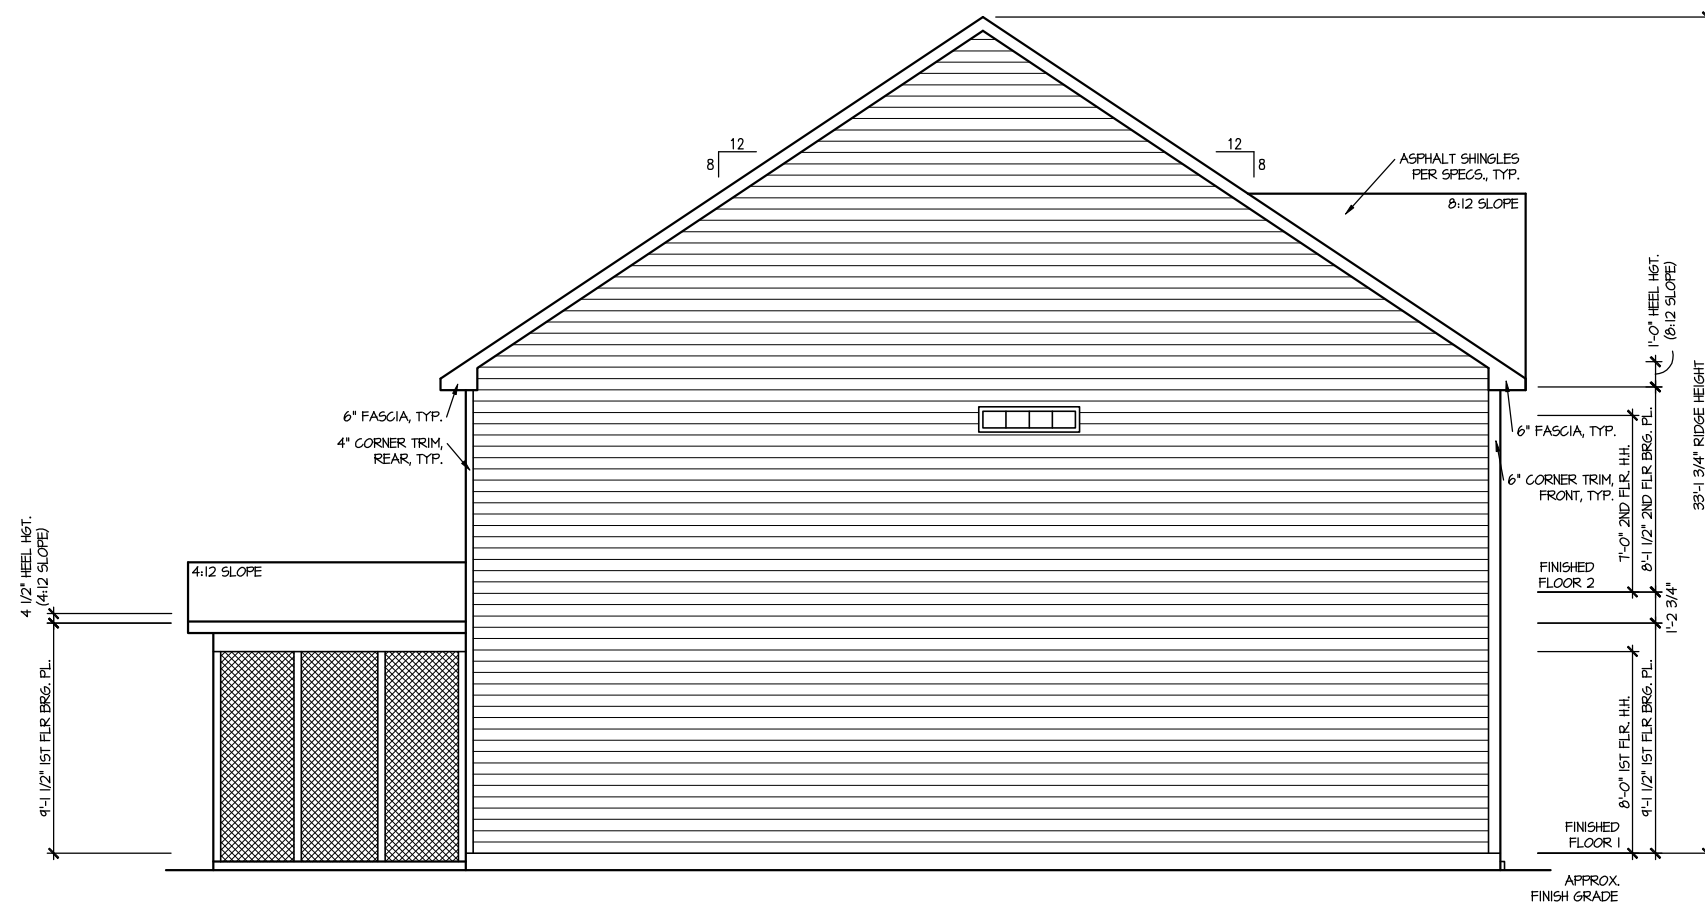 12
8
12
8
ASPHALT SHINGLES
PER SPECS., TYP.
8:12 SLOPE
1'-0" HEEL HGT.
(8:12 SLOPE)
33'-1 3/4" RIDGE HEIGHT
6" FASCIA, TYP.
4" CORNER TRIM,
REAR, TYP.
6" FASCIA, TYP.
6" CORNER TRIM,
FRONT, TYP.
7'-0" 2ND FLR. H.H.
8'-1 1/2" 2ND FLR BRG. PL.
4 1/2" HEEL HGT.
(4:12 SLOPE)
4:12 SLOPE
FINISHED
FLOOR 2
1'-2 3/4"
9'-1 1/2" 1ST FLR BRG. PL.
8'-0" 1ST FLR. H.H.
9'-1 1/2" 1ST FLR BRG. PL.
FINISHED
FLOOR 1
APPROX.
FINISH GRADE